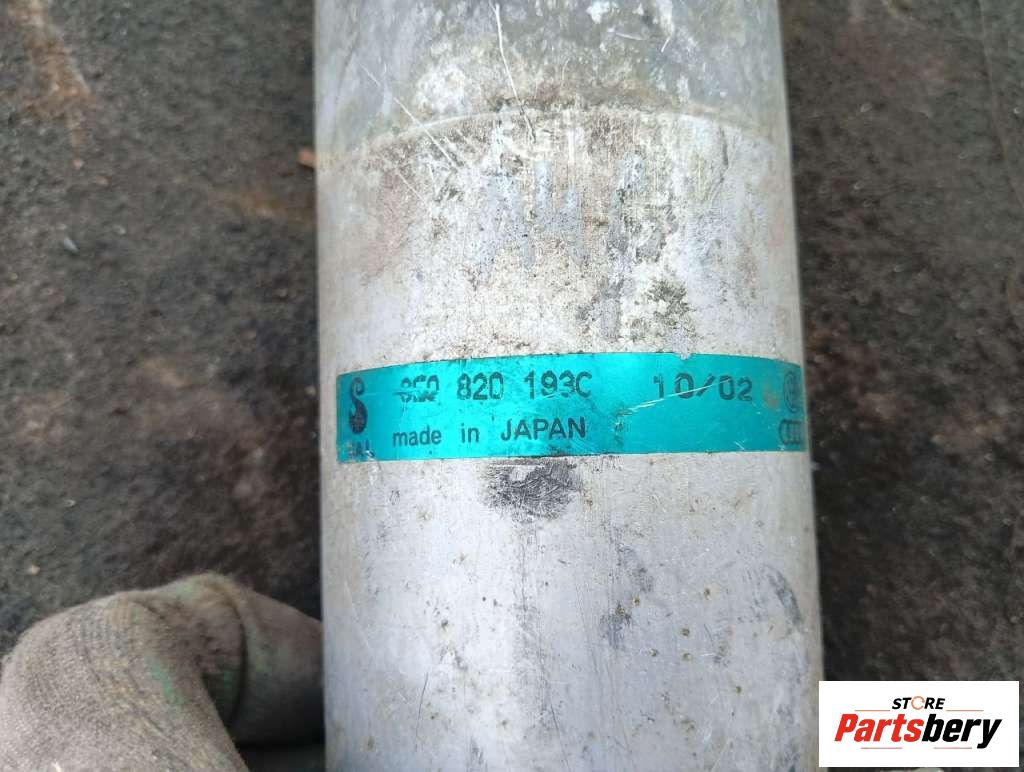 S 8E0 820 193C 10/02
made in JAPAN
STORE
Partsbery